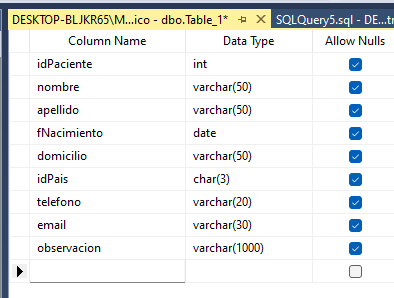 DESKTOP-BLJKR65\M...ico - dbo.Table_1* SQLQuery5.sql - DE...tr
Column Name Data Type Allow Nulls
idPaciente int
nombre varchar(50)
apellido varchar(50)
fNacimiento date
domicilio varchar(50)
idPais char(3)
telefono varchar(20)
email varchar(30)
observacion varchar(1000)